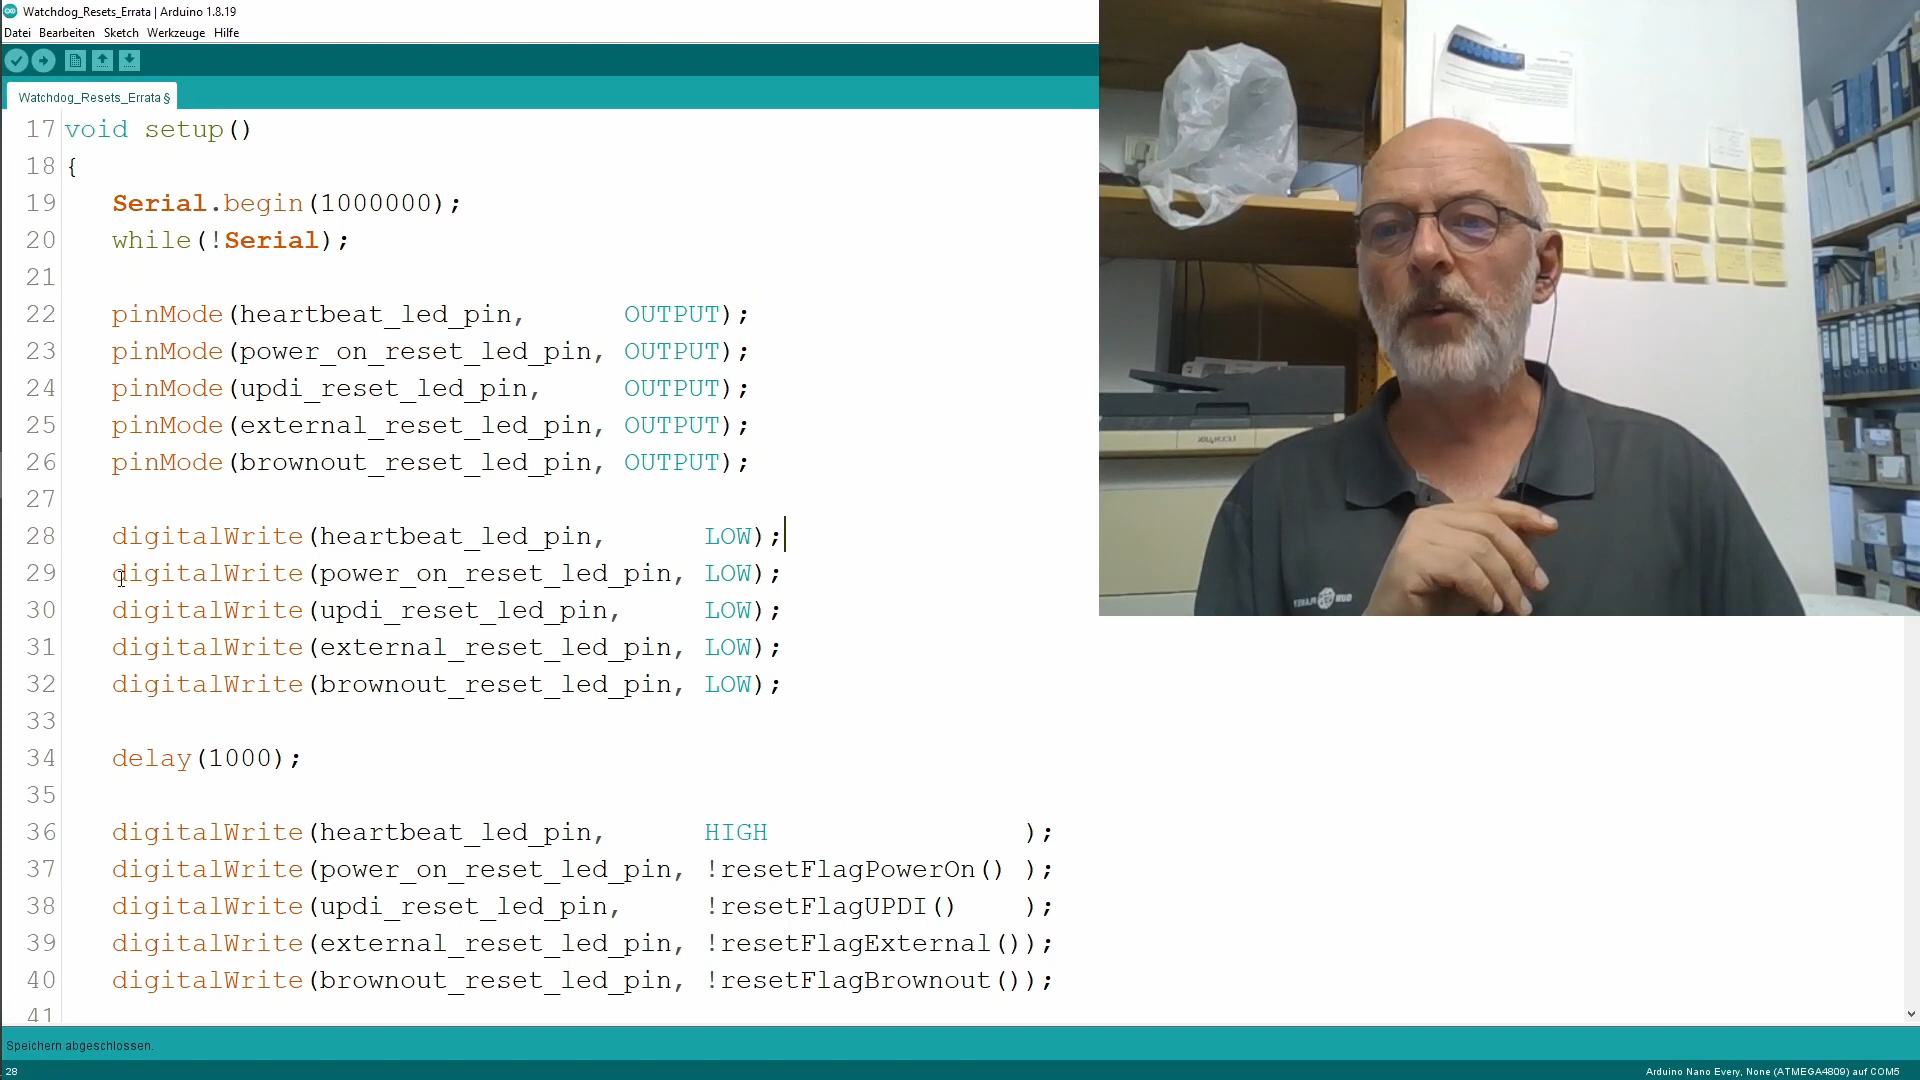 Watchdog_Resets_Errata | Arduino 1.8.19
Datei Bearbeiten Sketch Werkzeuge Hilfe
Watchdog_Resets_Errata §
17 void setup()
18 {
19 Serial.begin(1000000);
20 while(!Serial);
21
22 pinMode(heartbeat_led_pin, OUTPUT);
23 pinMode(power_on_reset_led_pin, OUTPUT);
24 pinMode(updi_reset_led_pin, OUTPUT);
25 pinMode(external_reset_led_pin, OUTPUT);
26 pinMode(brownout_reset_led_pin, OUTPUT);
27
28 digitalWrite(heartbeat_led_pin, LOW);
29 digitalWrite(power_on_reset_led_pin, LOW);
30 digitalWrite(updi_reset_led_pin, LOW);
31 digitalWrite(external_reset_led_pin, LOW);
32 digitalWrite(brownout_reset_led_pin, LOW);
33
34 delay(1000);
35
36 digitalWrite(heartbeat_led_pin, HIGH );
37 digitalWrite(power_on_reset_led_pin, !resetFlagPowerOn() );
38 digitalWrite(updi_reset_led_pin, !resetFlagUPDI() );
39 digitalWrite(external_reset_led_pin, !resetFlagExternal());
40 digitalWrite(brownout_reset_led_pin, !resetFlagBrownout());
41
Speichern abgeschlossen.
28
Arduino Nano Every, None (ATMEGA4809) auf COM5
LEXMARK
OUR PLANET